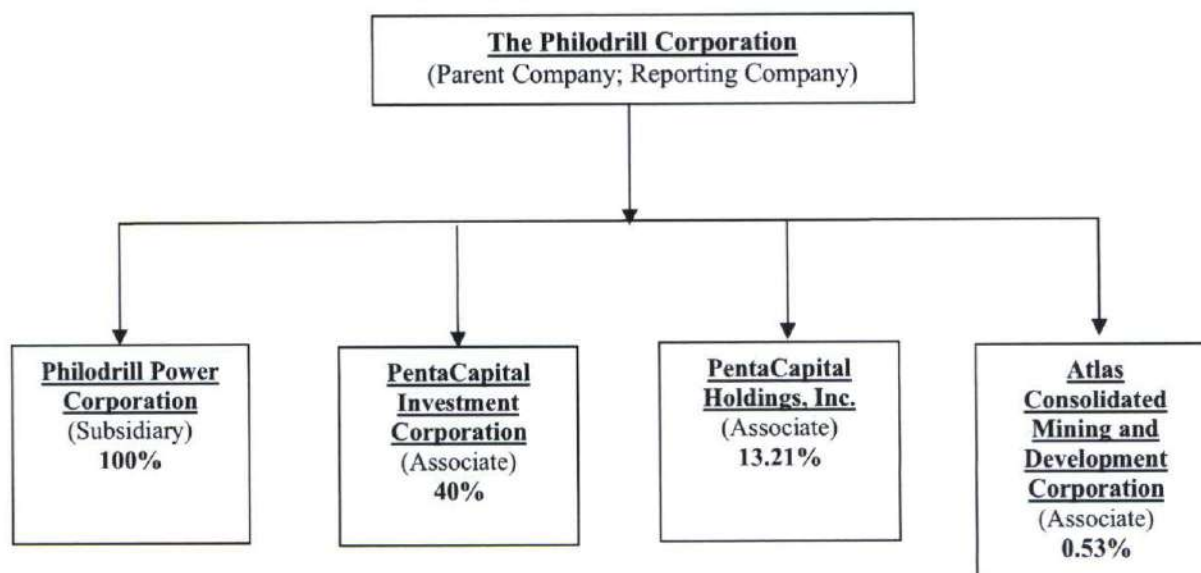 The Philodrill Corporation
(Parent Company; Reporting Company)
Philodrill Power
Corporation
(Subsidiary)
100%
PentaCapital
Investment
Corporation
(Associate)
40%
PentaCapital
Holdings, Inc.
(Associate)
13.21%
Atlas
Consolidated
Mining and
Development
Corporation
(Associate)
0.53%